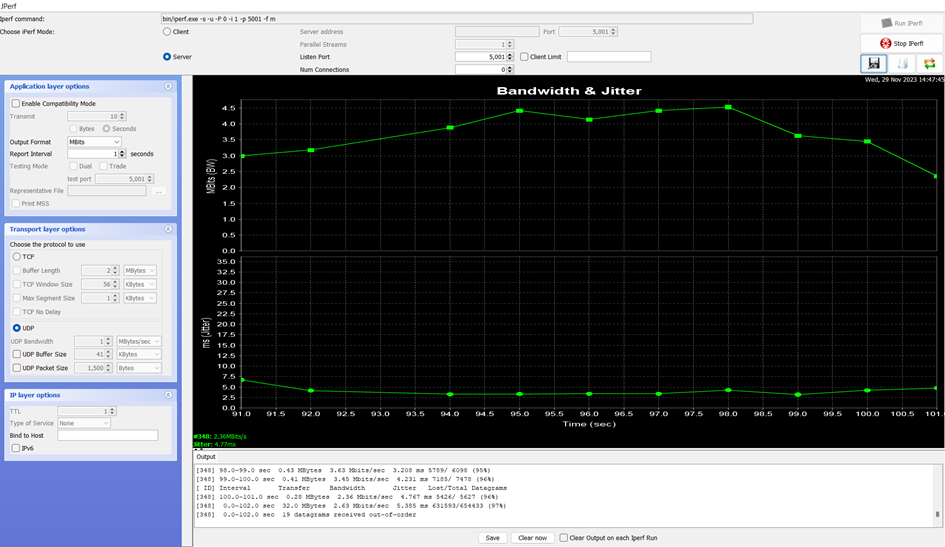 JPerf
Iperf command: bin/iperf.exe -s -u -P 0 -i 1 -p 5001 -f m
Choose iPerf Mode: Client Server address Port 5,001
Parallel Streams 1
Server Listen Port 5,001 Client Limit
Num Connections 0
Run IPerf!
Stop IPerf!
Wed, 29 Nov 2023 14:47:45
Application layer options
Enable Compatibility Mode
Transmit 10
Bytes Seconds
Output Format MBits
Report Interval 1 seconds
Testing Mode Dual Trade
test port 5,001
Representative File ...
Print MSS
Transport layer options
Choose the protocol to use
TCP
Buffer Length 2 MBytes
TCP Window Size 56 KBytes
Max Segment Size 1 KBytes
TCP No Delay
UDP
UDP Bandwidth 1 MBytes/sec
UDP Buffer Size 41 KBytes
UDP Packet Size 1,500 Bytes
IP layer options
TTL 1
Type of Service None
Bind to Host
IPv6
Bandwidth & Jitter
MBits (BW)
4.5
4.0
3.5
3.0
2.5
2.0
1.5
1.0
0.5
0.0
ms (Jitter)
35.0
32.5
30.0
27.5
25.0
22.5
20.0
17.5
15.0
12.5
10.0
7.5
5.0
2.5
0.0
91.0 91.5 92.0 92.5 93.0 93.5 94.0 94.5 95.0 95.5 96.0 96.5 97.0 97.5 98.0 98.5 99.0 99.5 100.0 100.5 101.
Time (sec)
#348: 2,36MBits/s
Jitter: 4,77ms
Output
[348] 98.0-99.0 sec 0.43 MBytes 3.63 Mbits/sec 3.208 ms 5789/ 6098 (95%)
[348] 99.0-100.0 sec 0.41 MBytes 3.45 Mbits/sec 4.231 ms 7185/ 7478 (96%)
[ ID] Interval Transfer Bandwidth Jitter Lost/Total Datagrams
[348] 100.0-101.0 sec 0.28 MBytes 2.36 Mbits/sec 4.767 ms 5426/ 5627 (96%)
[348] 0.0-102.0 sec 32.0 MBytes 2.63 Mbits/sec 5.385 ms 631593/654433 (97%)
[348] 0.0-102.0 sec 19 datagrams received out-of-order
Save Clear now Clear Output on each Iperf Run